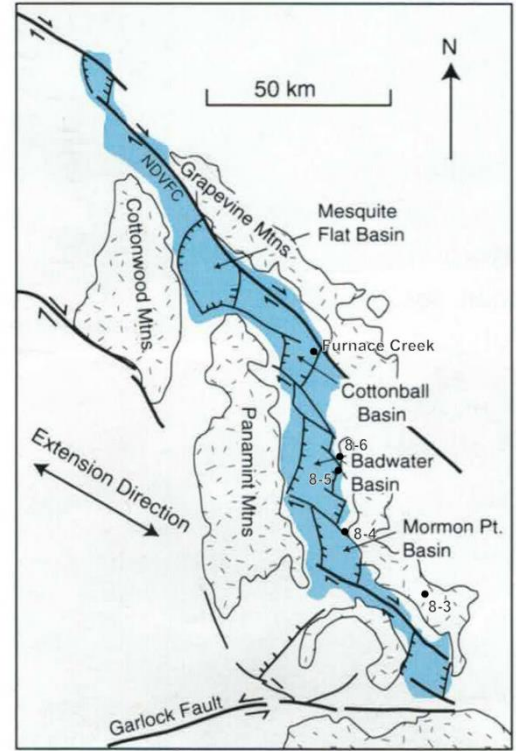 N
50 km
NDVFC
Grapevine Mtns.
Cottonwood Mtns.
Mesquite
Flat Basin
Furnace Creek
Cottonball
Basin
Panamint Mtns
8-6
Badwater
Basin
8-5
Extension Direction
8-4
Mormon Pt.
Basin
8-3
Garlock Fault